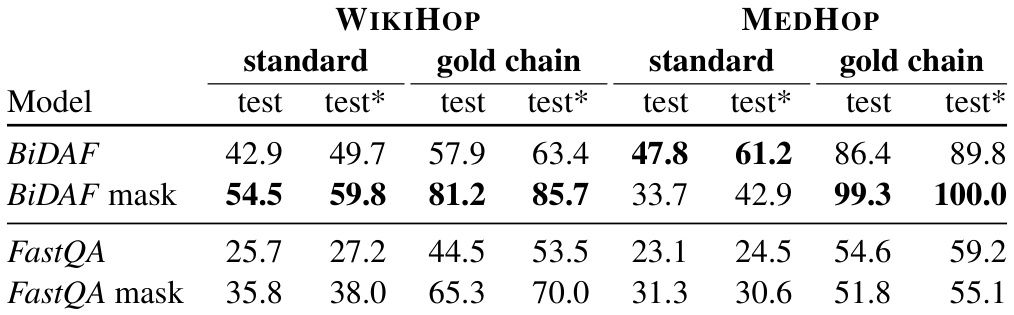 WIKIHOP MEDHOP
standard gold chain standard gold chain
Model test test* test test* test test* test test*
BiDAF 42.9 49.7 57.9 63.4 47.8 61.2 86.4 89.8
BiDAF mask 54.5 59.8 81.2 85.7 33.7 42.9 99.3 100.0
FastQA 25.7 27.2 44.5 53.5 23.1 24.5 54.6 59.2
FastQA mask 35.8 38.0 65.3 70.0 31.3 30.6 51.8 55.1